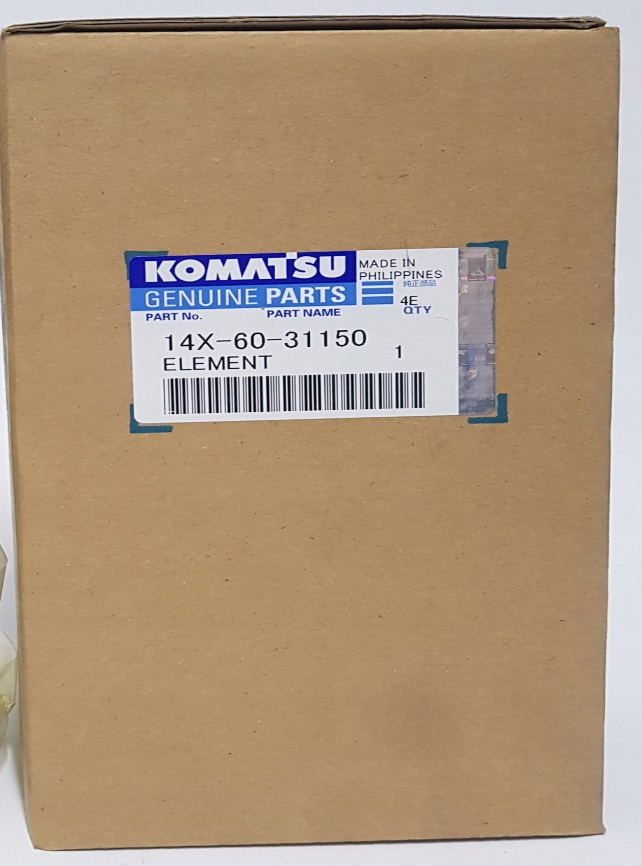 KOMATSU
MADE IN
PHILIPPINES
GENUINE PARTS
純正部品
4E
PART No.
PART NAME
QTY
14X-60-31150
1
ELEMENT